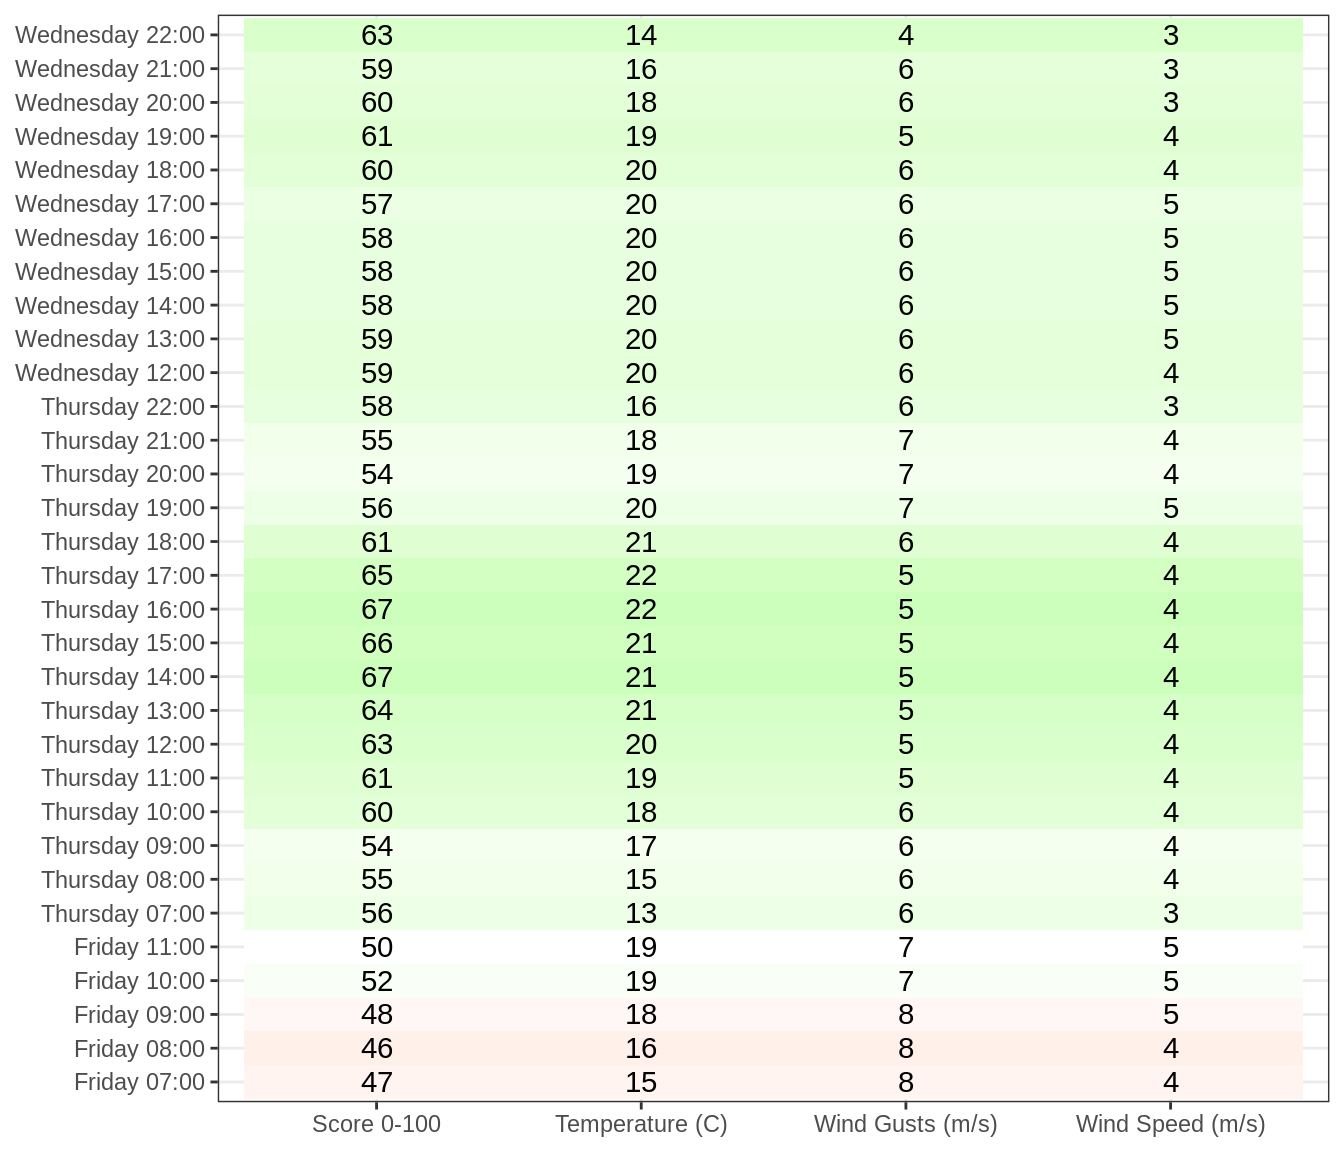 Wednesday 22:00 63 14 4 3
Wednesday 21:00 59 16 6 3
Wednesday 20:00 60 18 6 3
Wednesday 19:00 61 19 5 4
Wednesday 18:00 60 20 6 4
Wednesday 17:00 57 20 6 5
Wednesday 16:00 58 20 6 5
Wednesday 15:00 58 20 6 5
Wednesday 14:00 58 20 6 5
Wednesday 13:00 59 20 6 5
Wednesday 12:00 59 20 6 4
Thursday 22:00 58 16 6 3
Thursday 21:00 55 18 7 4
Thursday 20:00 54 19 7 4
Thursday 19:00 56 20 7 5
Thursday 18:00 61 21 6 4
Thursday 17:00 65 22 5 4
Thursday 16:00 67 22 5 4
Thursday 15:00 66 21 5 4
Thursday 14:00 67 21 5 4
Thursday 13:00 64 21 5 4
Thursday 12:00 63 20 5 4
Thursday 11:00 61 19 5 4
Thursday 10:00 60 18 6 4
Thursday 09:00 54 17 6 4
Thursday 08:00 55 15 6 4
Thursday 07:00 56 13 6 3
Friday 11:00 50 19 7 5
Friday 10:00 52 19 7 5
Friday 09:00 48 18 8 5
Friday 08:00 46 16 8 4
Friday 07:00 47 15 8 4
Score 0-100 Temperature (C) Wind Gusts (m/s) Wind Speed (m/s)